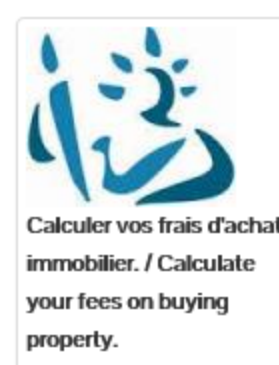 Calculer vos frais d'achat
immobilier. / Calculate
your fees on buying
property.